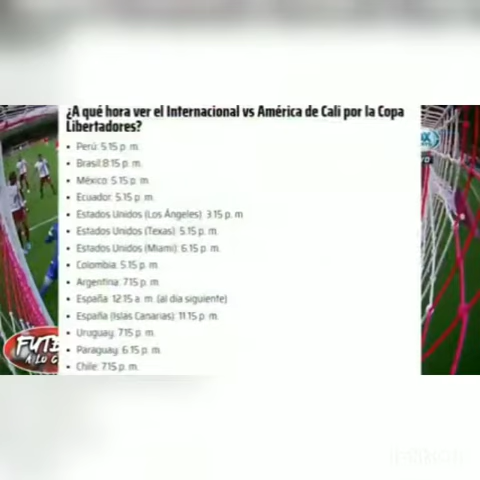 ¿A qué hora ver el Internacional vs América de Cali por la Copa
Libertadores?
• Perú: 5.15 p. m.
• Brasil:8.15 p. m.
• México: 5.15 p. m.
• Ecuador: 5.15 p. m.
• Estados Unidos (Los Ángeles): 3.15 p. m
• Estados Unidos (Texas): 5.15 p. m.
• Estados Unidos (Miami): 6.15 p. m.
• Colombia: 5.15 p. m.
• Argentina: 7.15 p. m.
• España: 12.15 a. m. (al día siguiente)
• España (Islas Canarias): 11.15 p. m.
• Uruguay: 7.15 p. m.
• Paraguay: 6.15 p. m.
• Chile: 7.15 p. m.